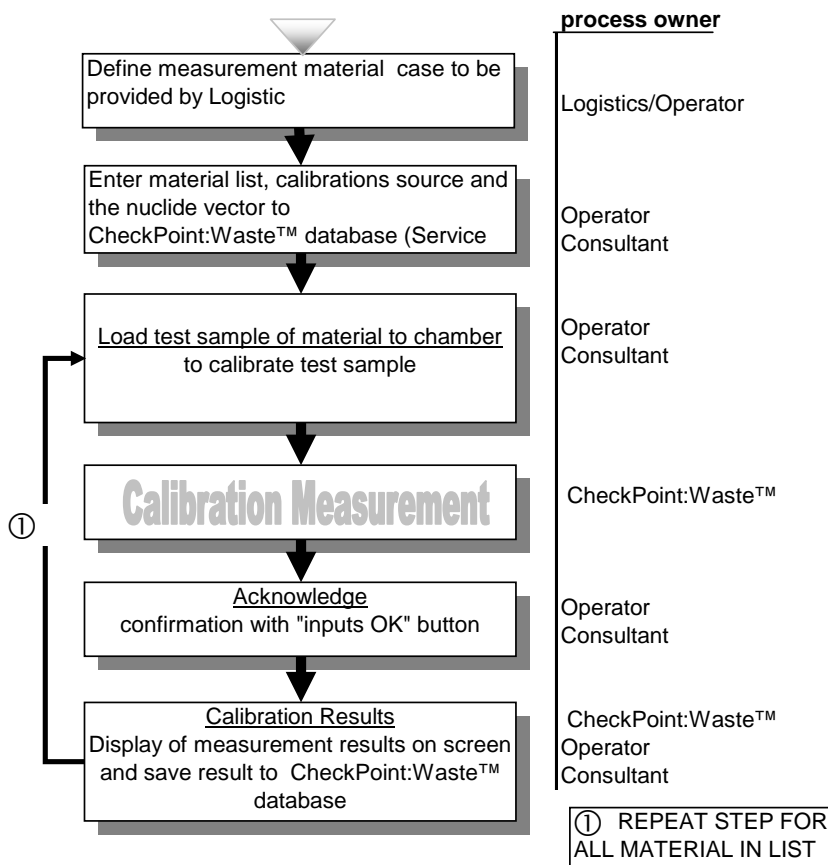 process owner
Define measurement material case to be
provided by Logistic
Logistics/Operator
Enter material list, calibrations source and
the nuclide vector to
CheckPoint:Waste™ database (Service
Operator
Consultant
Load test sample of material to chamber
to calibrate test sample
Operator
Consultant
Calibration Measurement
CheckPoint:Waste™
①
Acknowledge
confirmation with "inputs OK" button
Operator
Consultant
Calibration Results
Display of measurement results on screen
and save result to CheckPoint:Waste™
database
CheckPoint:Waste™
Operator
Consultant
① REPEAT STEP FOR
ALL MATERIAL IN LIST